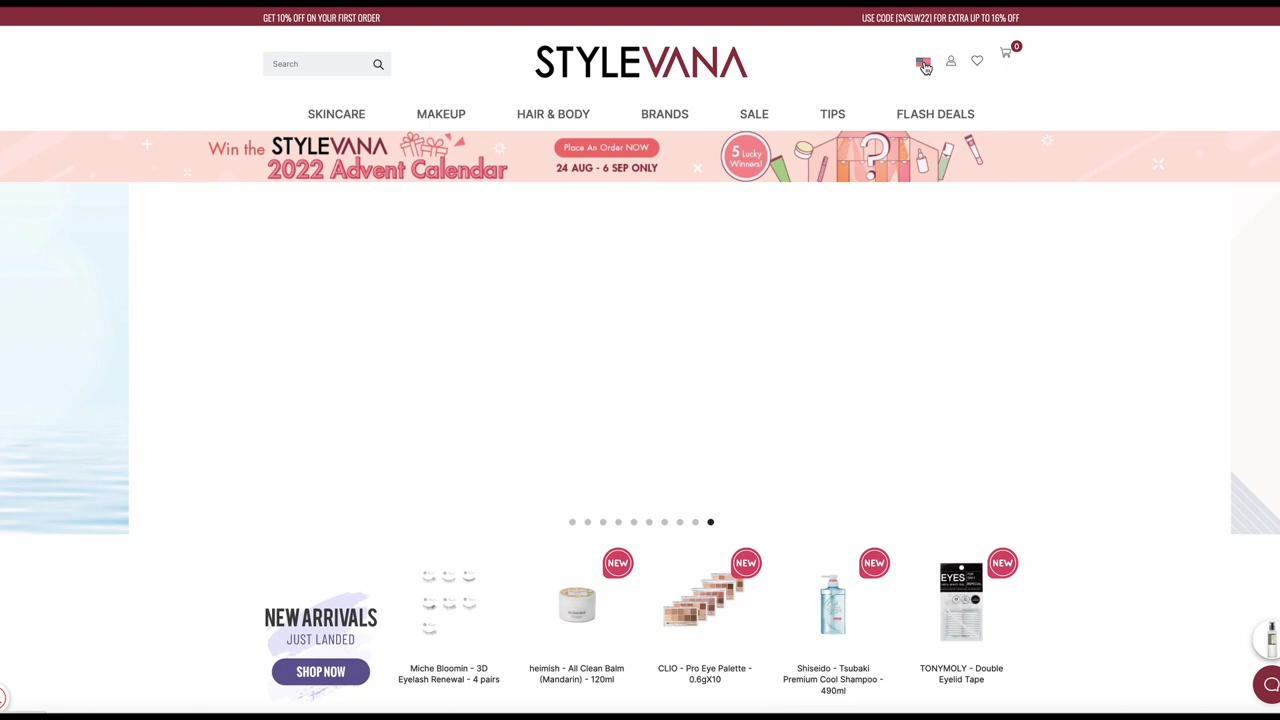 GET 10% OFF ON YOUR FIRST ORDER
USE CODE [SVSLW22] FOR EXTRA UP TO 16% OFF
Search
STYLEVANA
0
SKINCARE
MAKEUP
HAIR & BODY
BRANDS
SALE
TIPS
FLASH DEALS
Win the STYLEVANA
2022 Advent Calendar
Place An Order NOW
24 AUG - 6 SEP ONLY
5 Lucky
Winners!
?
NEW ARRIVALS
JUST LANDED
SHOP NOW
Miche Bloomin - 3D
Eyelash Renewal - 4 pairs
NEW
heimish - All Clean Balm
(Mandarin) - 120ml
NEW
CLIO - Pro Eye Palette -
0.6gX10
NEW
Shiseido - Tsubaki
Premium Cool Shampoo -
490ml
NEW
EYES
TONYMOLY - Double
Eyelid Tape